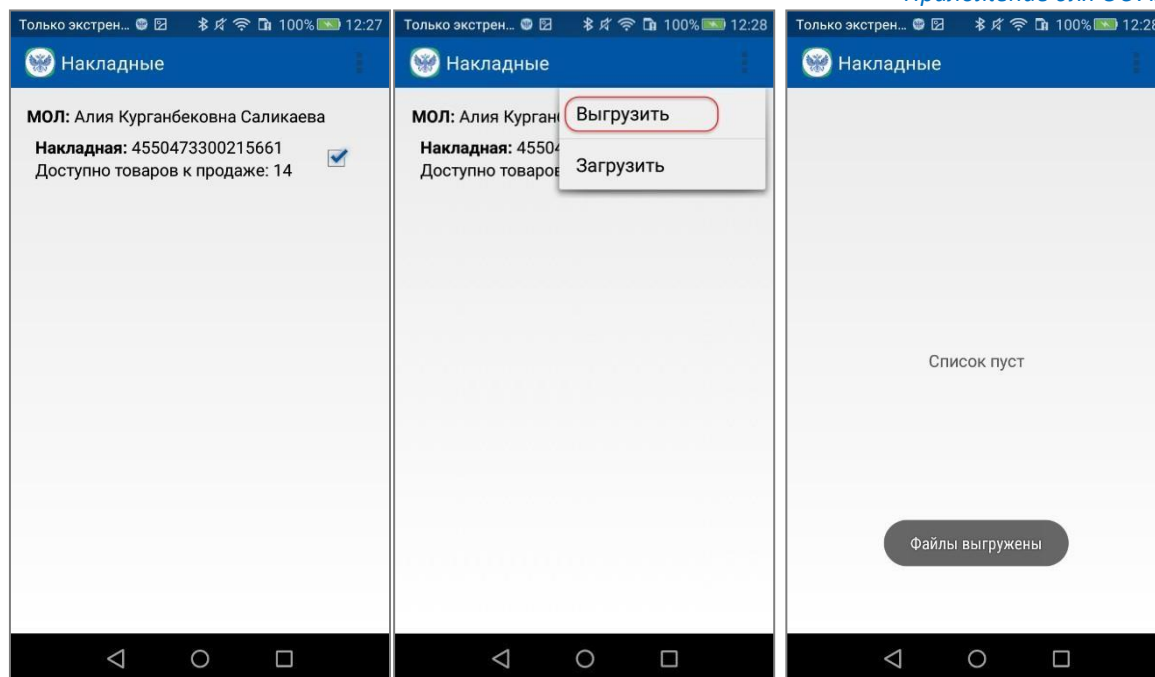 Только экстрен... 100% 12:27
Накладные
МОЛ: Алия Курганбековна Саликаева
Накладная: 4550473300215661
Доступно товаров к продаже: 14
Только экстрен... 100% 12:28
Накладные
МОЛ: Алия Курган
Накладная: 4550
Доступно товаров
Выгрузить
Загрузить
Только экстрен... 100% 12:28
Накладные
Список пуст
Файлы выгружены